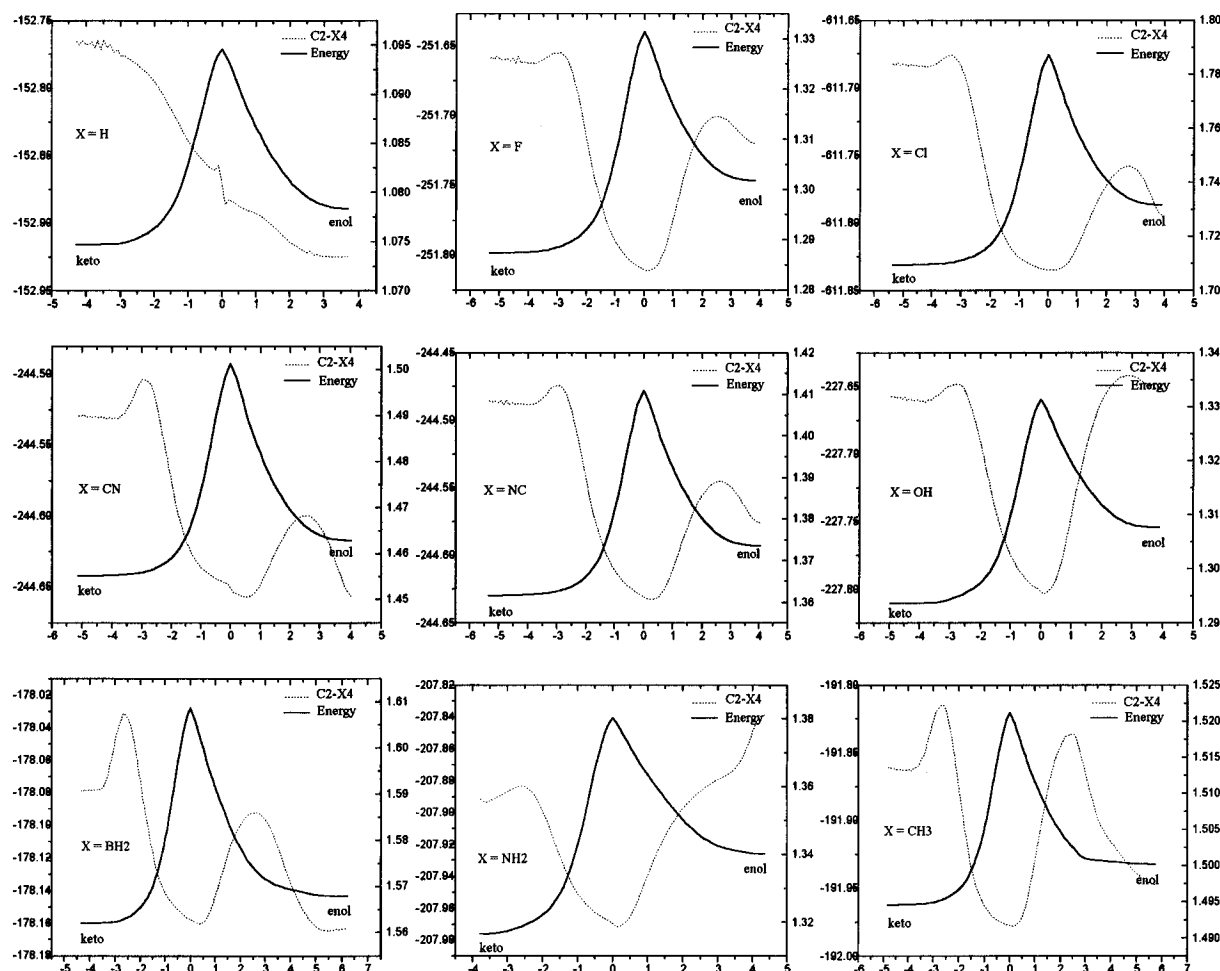 -152.75
-152.80
-152.85
-152.90
-152.95
C2-X4
Energy
X = H
keto
enol
1.095
1.090
1.085
1.080
1.075
1.070
-5 -4 -3 -2 -1 0 1 2 3 4 5
-251.65
-251.70
-251.75
-251.80
C2-X4
Energy
X = F
keto
enol
1.33
1.32
1.31
1.30
1.29
1.28
-6 -5 -4 -3 -2 -1 0 1 2 3 4 5
-611.65
-611.70
-611.75
-611.80
-611.85
C2-X4
Energy
X = Cl
keto
enol
1.80
1.78
1.76
1.74
1.72
1.70
-6 -5 -4 -3 -2 -1 0 1 2 3 4 5
-244.50
-244.55
-244.60
-244.65
C2-X4
Energy
X = CN
keto
enol
1.50
1.49
1.48
1.47
1.46
1.45
-6 -5 -4 -3 -2 -1 0 1 2 3 4 5
-244.45
-244.50
-244.55
-244.60
-244.65
C2-X4
Energy
X = NC
keto
enol
1.42
1.41
1.40
1.39
1.38
1.37
1.36
-6 -5 -4 -3 -2 -1 0 1 2 3 4 5
-227.65
-227.70
-227.75
-227.80
C2-X4
Energy
X = OH
keto
enol
1.34
1.33
1.32
1.31
1.30
1.29
-6 -5 -4 -3 -2 -1 0 1 2 3 4 5
-178.02
-178.04
-178.06
-178.08
-178.10
-178.12
-178.14
-178.16
-178.18
C2-X4
Energy
X = BH2
keto
enol
1.61
1.60
1.59
1.58
1.57
1.56
-5 -4 -3 -2 -1 0 1 2 3 4 5 6 7
-207.82
-207.84
-207.86
-207.88
-207.90
-207.92
-207.94
-207.96
-207.98
C2-X4
Energy
X = NH2
keto
enol
1.38
1.36
1.34
1.32
-5 -4 -3 -2 -1 0 1 2 3 4 5
-191.80
-191.85
-191.90
-191.95
-192.00
C2-X4
Energy
X = CH3
keto
enol
1.525
1.520
1.515
1.510
1.505
1.500
1.495
1.490
-6 -5 -4 -3 -2 -1 0 1 2 3 4 5 6